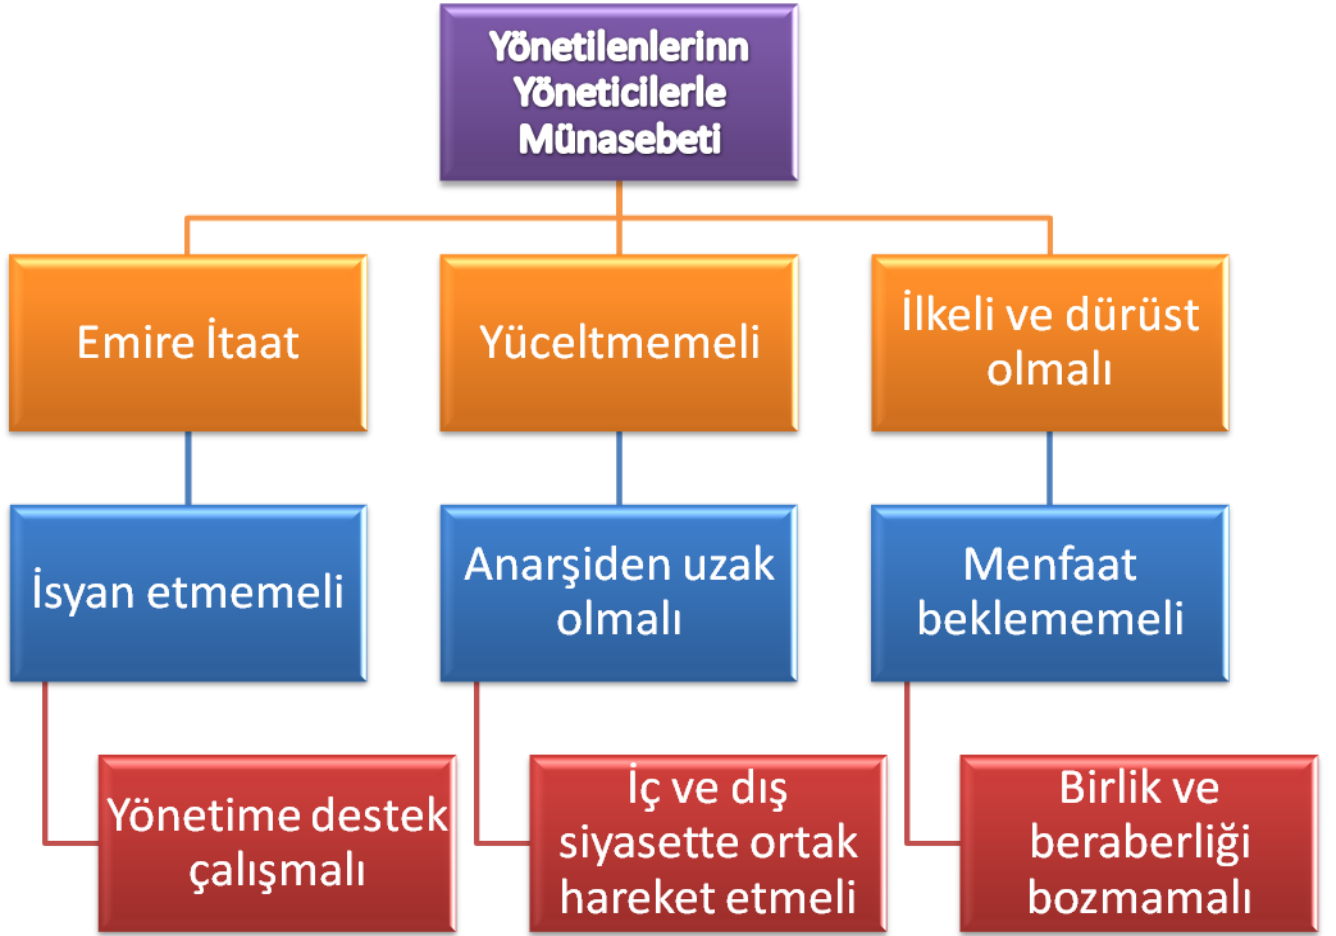 Yönetilenlerinn
Yöneticilerle
Münasebeti
Emire İtaat
Yüceltmemeli
İlkeli ve dürüst
olmalı
İsyan etmemeli
Anarşiden uzak
olmalı
Menfaat
beklememeli
Yönetime destek
çalışmalı
İç ve dış
siyasette ortak
hareket etmeli
Birlik ve
beraberliği
bozmamalı